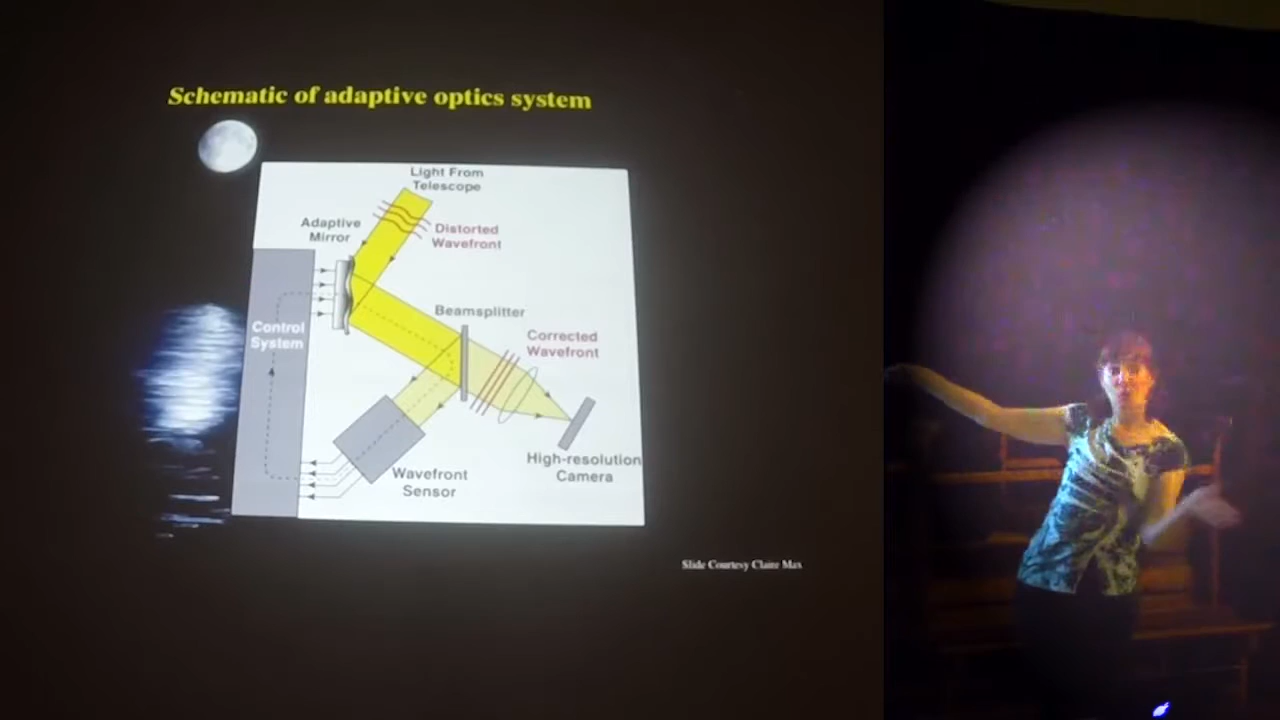 Schematic of adaptive optics system
Light From
Telescope
Adaptive
Mirror
Distorted
Wavefront
Beamsplitter
Control
System
Corrected
Wavefront
High-resolution
Camera
Wavefront
Sensor
Slide Courtesy Claire Max